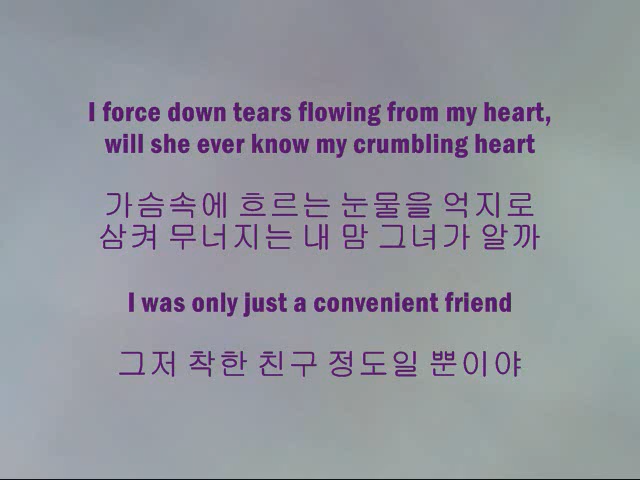 I force down tears flowing from my heart,
will she ever know my crumbling heart
가슴속에 흐르는 눈물을 억지로
삼켜 무너지는 내 맘 그녀가 알까
I was only just a convenient friend
그저 착한 친구 정도일 뿐이야